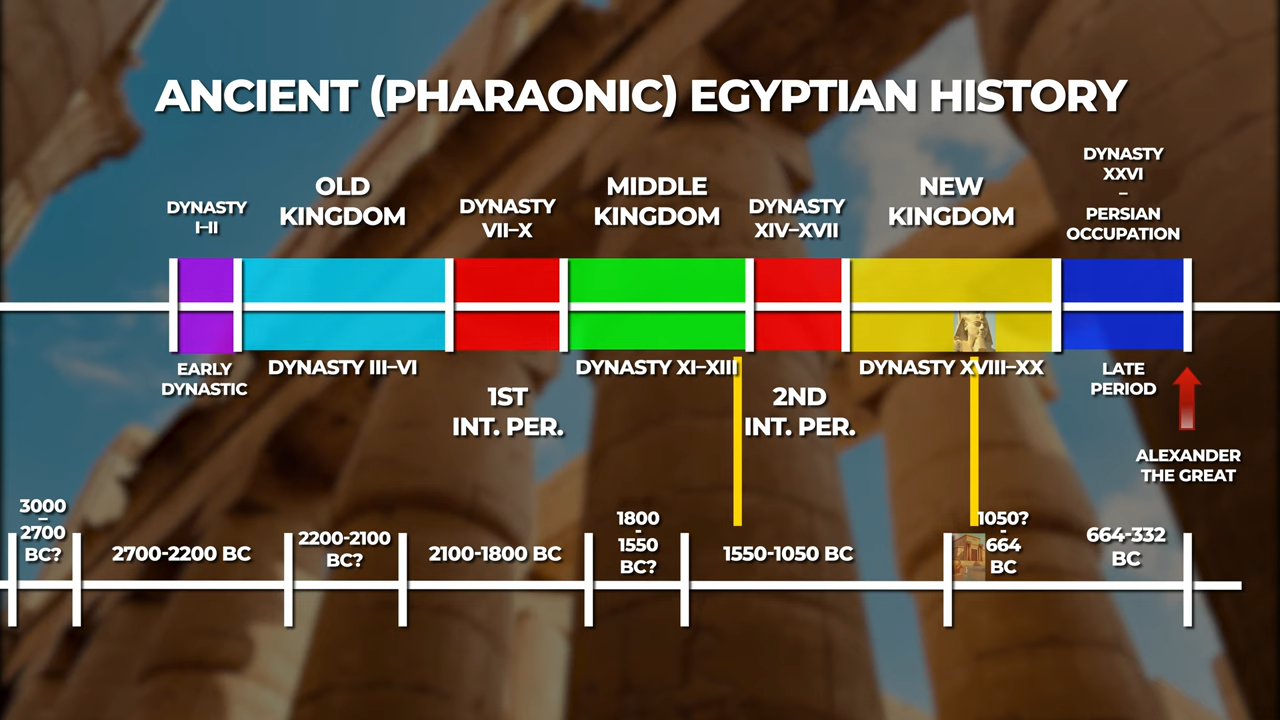 ANCIENT (PHARAONIC) EGYPTIAN HISTORY
DYNASTY
I–II
OLD
KINGDOM
DYNASTY
VII–X
MIDDLE
KINGDOM
DYNASTY
XIV–XVII
NEW
KINGDOM
DYNASTY
XXVI
–
PERSIAN
OCCUPATION
EARLY
DYNASTIC
DYNASTY III–VI
1ST
INT. PER.
DYNASTY XI–XIII
2ND
INT. PER.
DYNASTY XVIII–XX
LATE
PERIOD
ALEXANDER
THE GREAT
3000
–
2700
BC?
2700-2200 BC
2200-2100
BC?
2100-1800 BC
1800
-
1550
BC?
1550-1050 BC
1050?
-
664
BC
664-332
BC